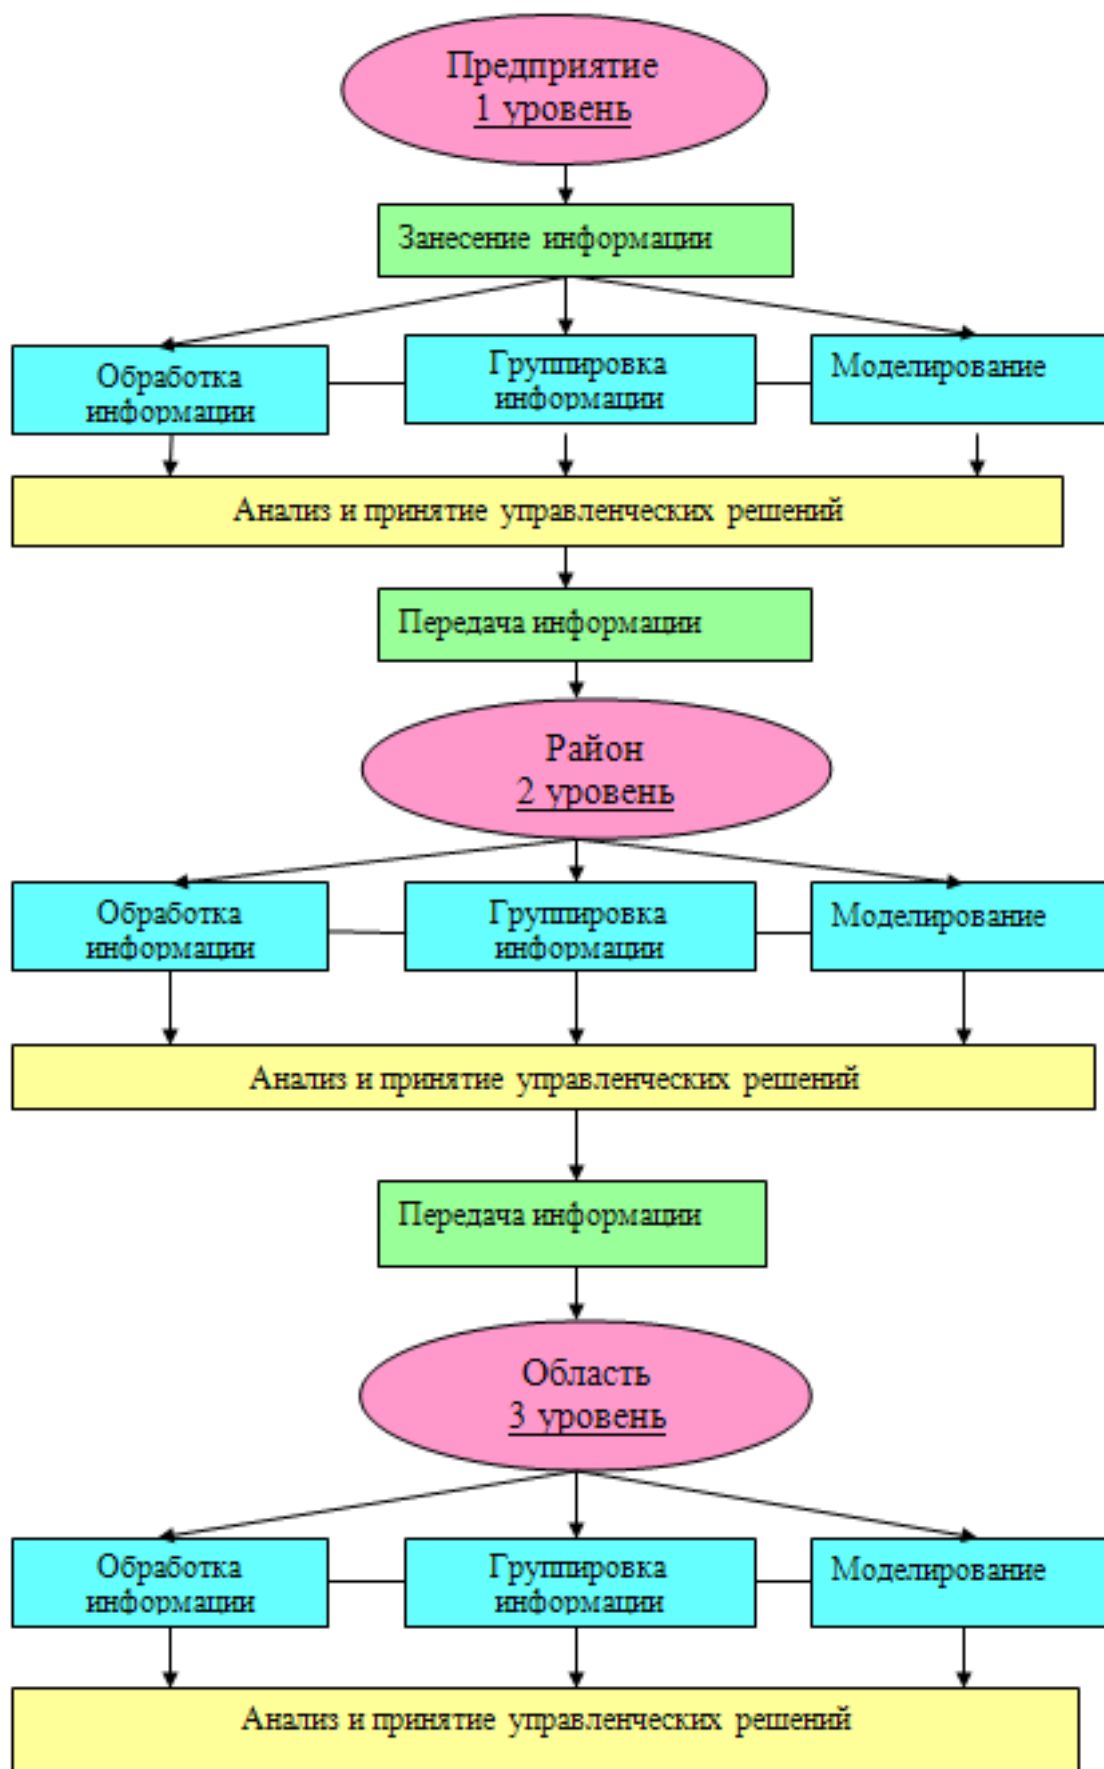 Предприятие
1 уровень
Занесение информации
Обработка
информации
Группировка
информации
Моделирование
Анализ и принятие управленческих решений
Передача информации
Район
2 уровень
Обработка
информации
Группировка
информации
Моделирование
Анализ и принятие управленческих решений
Передача информации
Область
3 уровень
Обработка
информации
Группировка
информации
Моделирование
Анализ и принятие управленческих решений